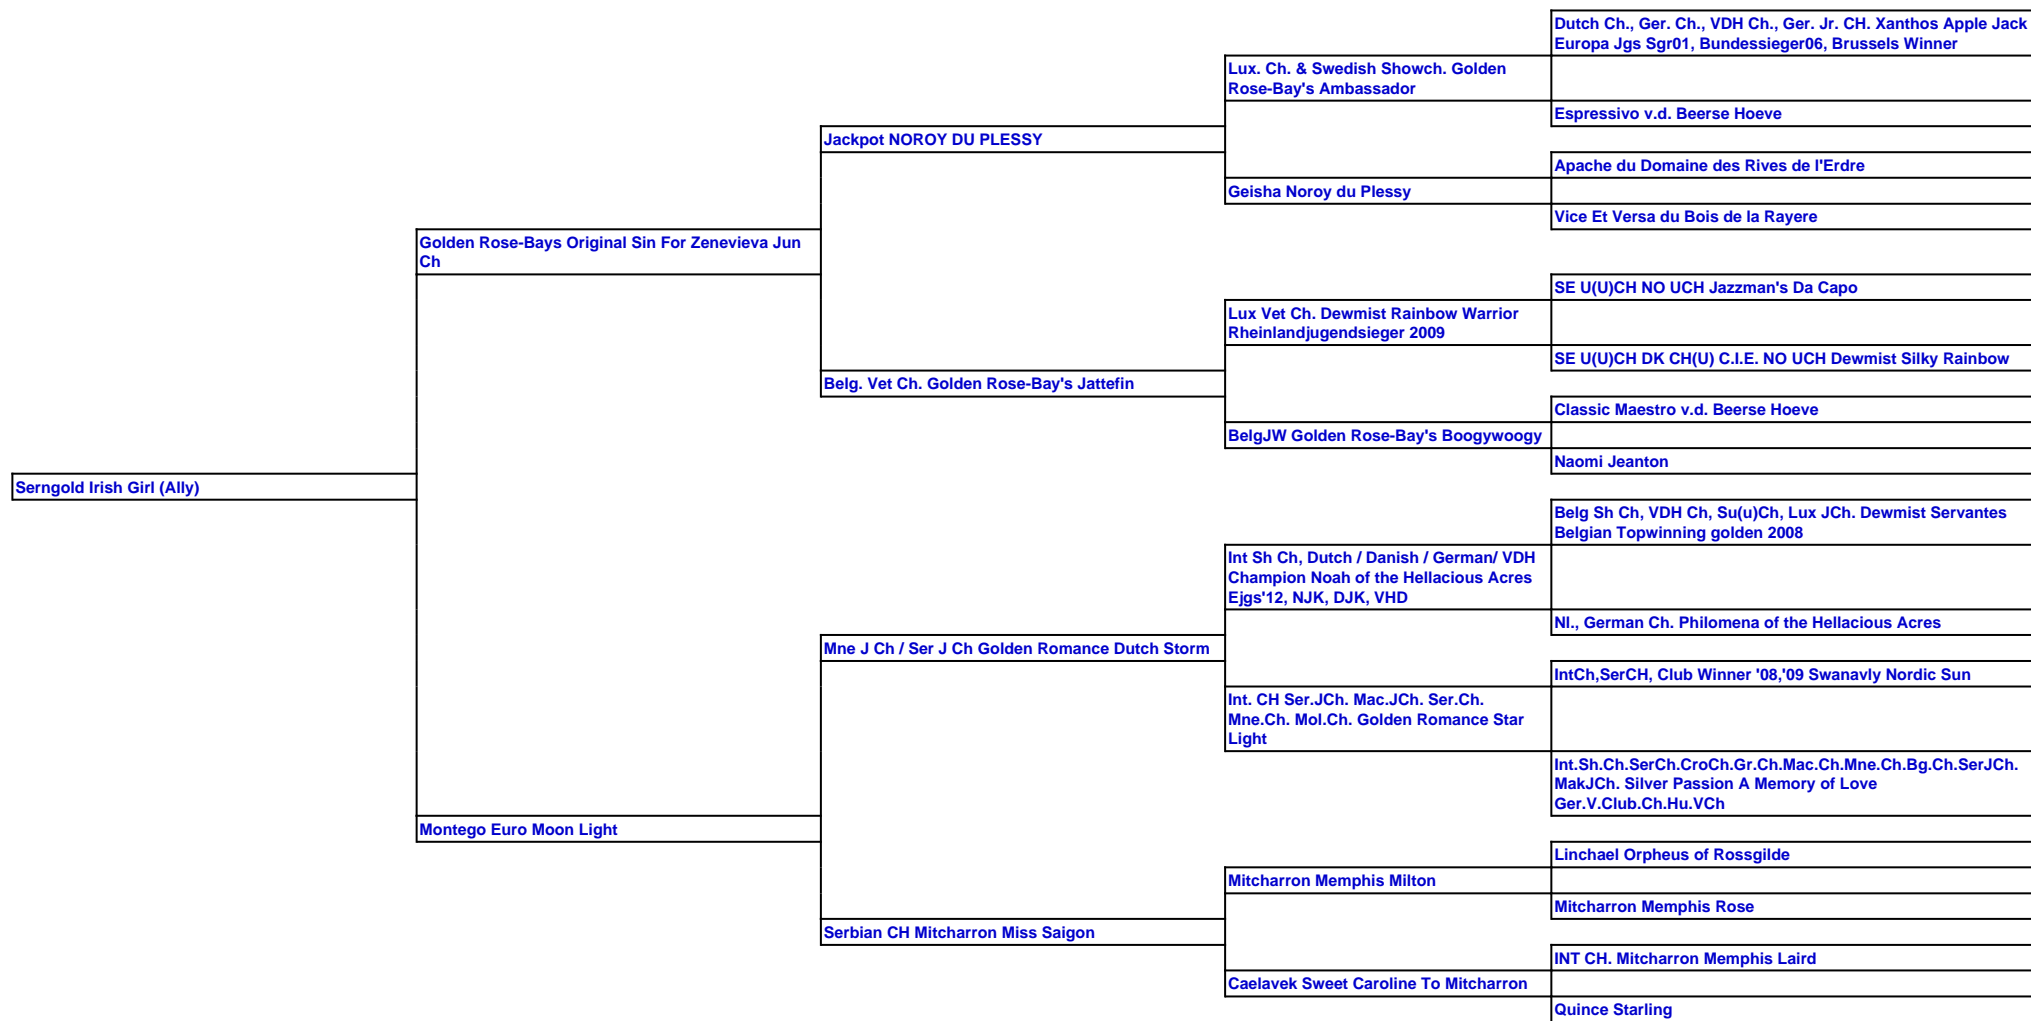 Dutch Ch., Ger. Ch., VDH Ch., Ger. Jr. CH. Xanthos Apple Jack
Europa Jgs Sgr01, Bundessieger06, Brussels Winner
Lux. Ch. & Swedish Showch. Golden
Rose-Bay's Ambassador
Espressivo v.d. Beerse Hoeve
Jackpot NOROY DU PLESSY
Apache du Domaine des Rives de l'Erdre
Geisha Noroy du Plessy
Vice Et Versa du Bois de la Rayere
Golden Rose-Bays Original Sin For Zenevieva Jun
Ch
SE U(U)CH NO UCH Jazzman's Da Capo
Lux Vet Ch. Dewmist Rainbow Warrior
Rheinlandjugendsieger 2009
SE U(U)CH DK CH(U) C.I.E. NO UCH Dewmist Silky Rainbow
Belg. Vet Ch. Golden Rose-Bay's Jattefin
Classic Maestro v.d. Beerse Hoeve
BelgJW Golden Rose-Bay's Boogywoogy
Naomi Jeanton
Serngold Irish Girl (Ally)
Belg Sh Ch, VDH Ch, Su(u)Ch, Lux JCh. Dewmist Servantes
Belgian Topwinning golden 2008
Int Sh Ch, Dutch / Danish / German/ VDH
Champion Noah of the Hellacious Acres
Ejgs'12, NJK, DJK, VHD
Nl., German Ch. Philomena of the Hellacious Acres
Mne J Ch / Ser J Ch Golden Romance Dutch Storm
IntCh,SerCH, Club Winner '08,'09 Swanavly Nordic Sun
Int. CH Ser.JCh. Mac.JCh. Ser.Ch.
Mne.Ch. Mol.Ch. Golden Romance Star
Light
Int.Sh.Ch.SerCh.CroCh.Gr.Ch.Mac.Ch.Mne.Ch.Bg.Ch.SerJCh.
MakJCh. Silver Passion A Memory of Love
Ger.V.Club.Ch.Hu.VCh
Montego Euro Moon Light
Linchael Orpheus of Rossgilde
Mitcharron Memphis Milton
Mitcharron Memphis Rose
Serbian CH Mitcharron Miss Saigon
INT CH. Mitcharron Memphis Laird
Caelavek Sweet Caroline To Mitcharron
Quince Starling